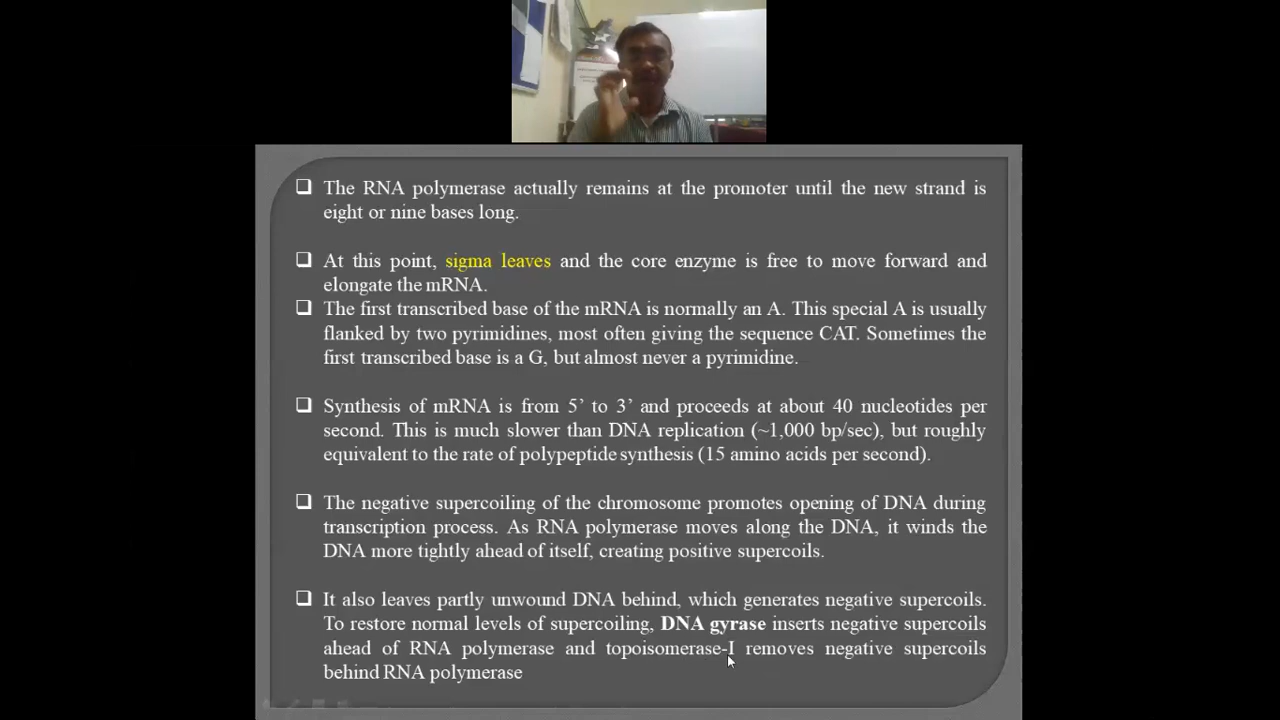 ❑ The RNA polymerase actually remains at the promoter until the new strand is
eight or nine bases long.
❑ At this point, sigma leaves and the core enzyme is free to move forward and
elongate the mRNA.
❑ The first transcribed base of the mRNA is normally an A. This special A is usually
flanked by two pyrimidines, most often giving the sequence CAT. Sometimes the
first transcribed base is a G, but almost never a pyrimidine.
❑ Synthesis of mRNA is from 5’ to 3’ and proceeds at about 40 nucleotides per
second. This is much slower than DNA replication (~1,000 bp/sec), but roughly
equivalent to the rate of polypeptide synthesis (15 amino acids per second).
❑ The negative supercoiling of the chromosome promotes opening of DNA during
transcription process. As RNA polymerase moves along the DNA, it winds the
DNA more tightly ahead of itself, creating positive supercoils.
❑ It also leaves partly unwound DNA behind, which generates negative supercoils.
To restore normal levels of supercoiling, DNA gyrase inserts negative supercoils
ahead of RNA polymerase and topoisomerase-I removes negative supercoils
behind RNA polymerase